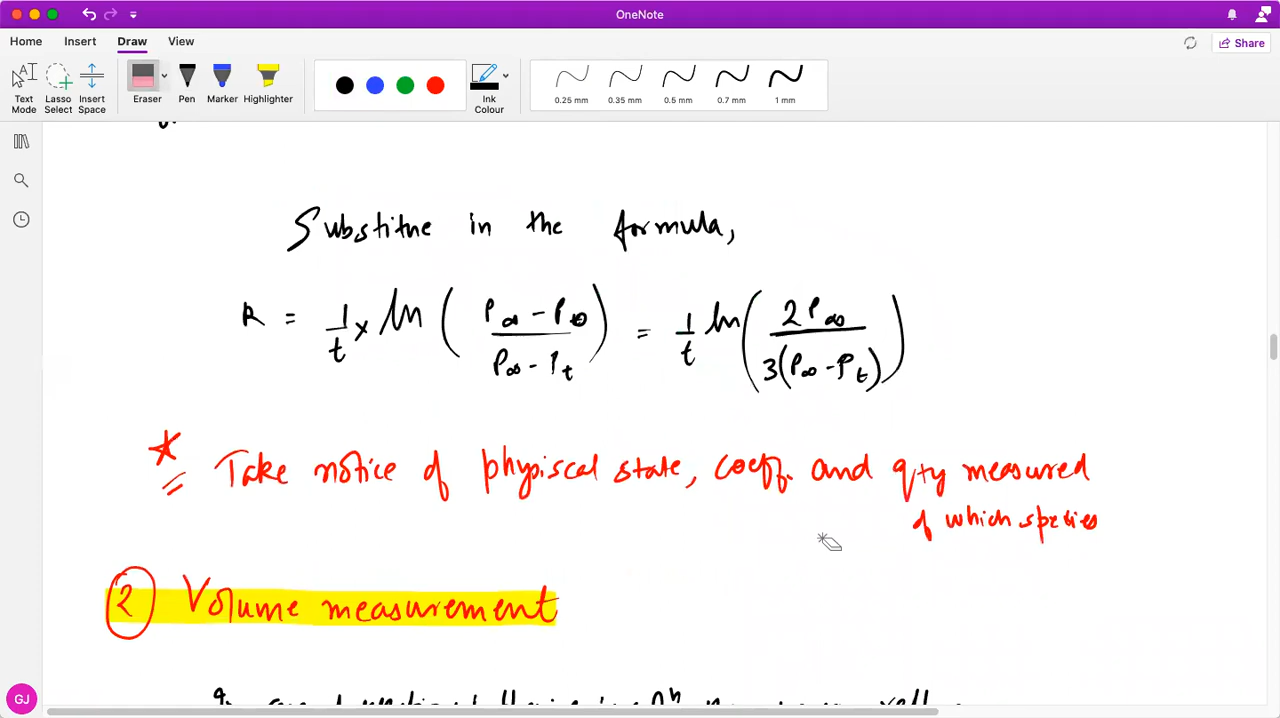 OneNote
Home Insert Draw View
Share
Text Mode
Lasso Select
Insert Space
Eraser
Pen
Marker
Highlighter
Ink Colour
0.25 mm 0.35 mm 0.5 mm 0.7 mm 1 mm
Substitue in the formula,
k = 1/t × ln ( P∞ - P0 / P∞ - Pt ) = 1/t ln ( 2P∞ / 3(P∞ - Pt) )
* Take notice of phyiscal state, coeff. and qty measured
of which species
2 Volume measurement
GJ